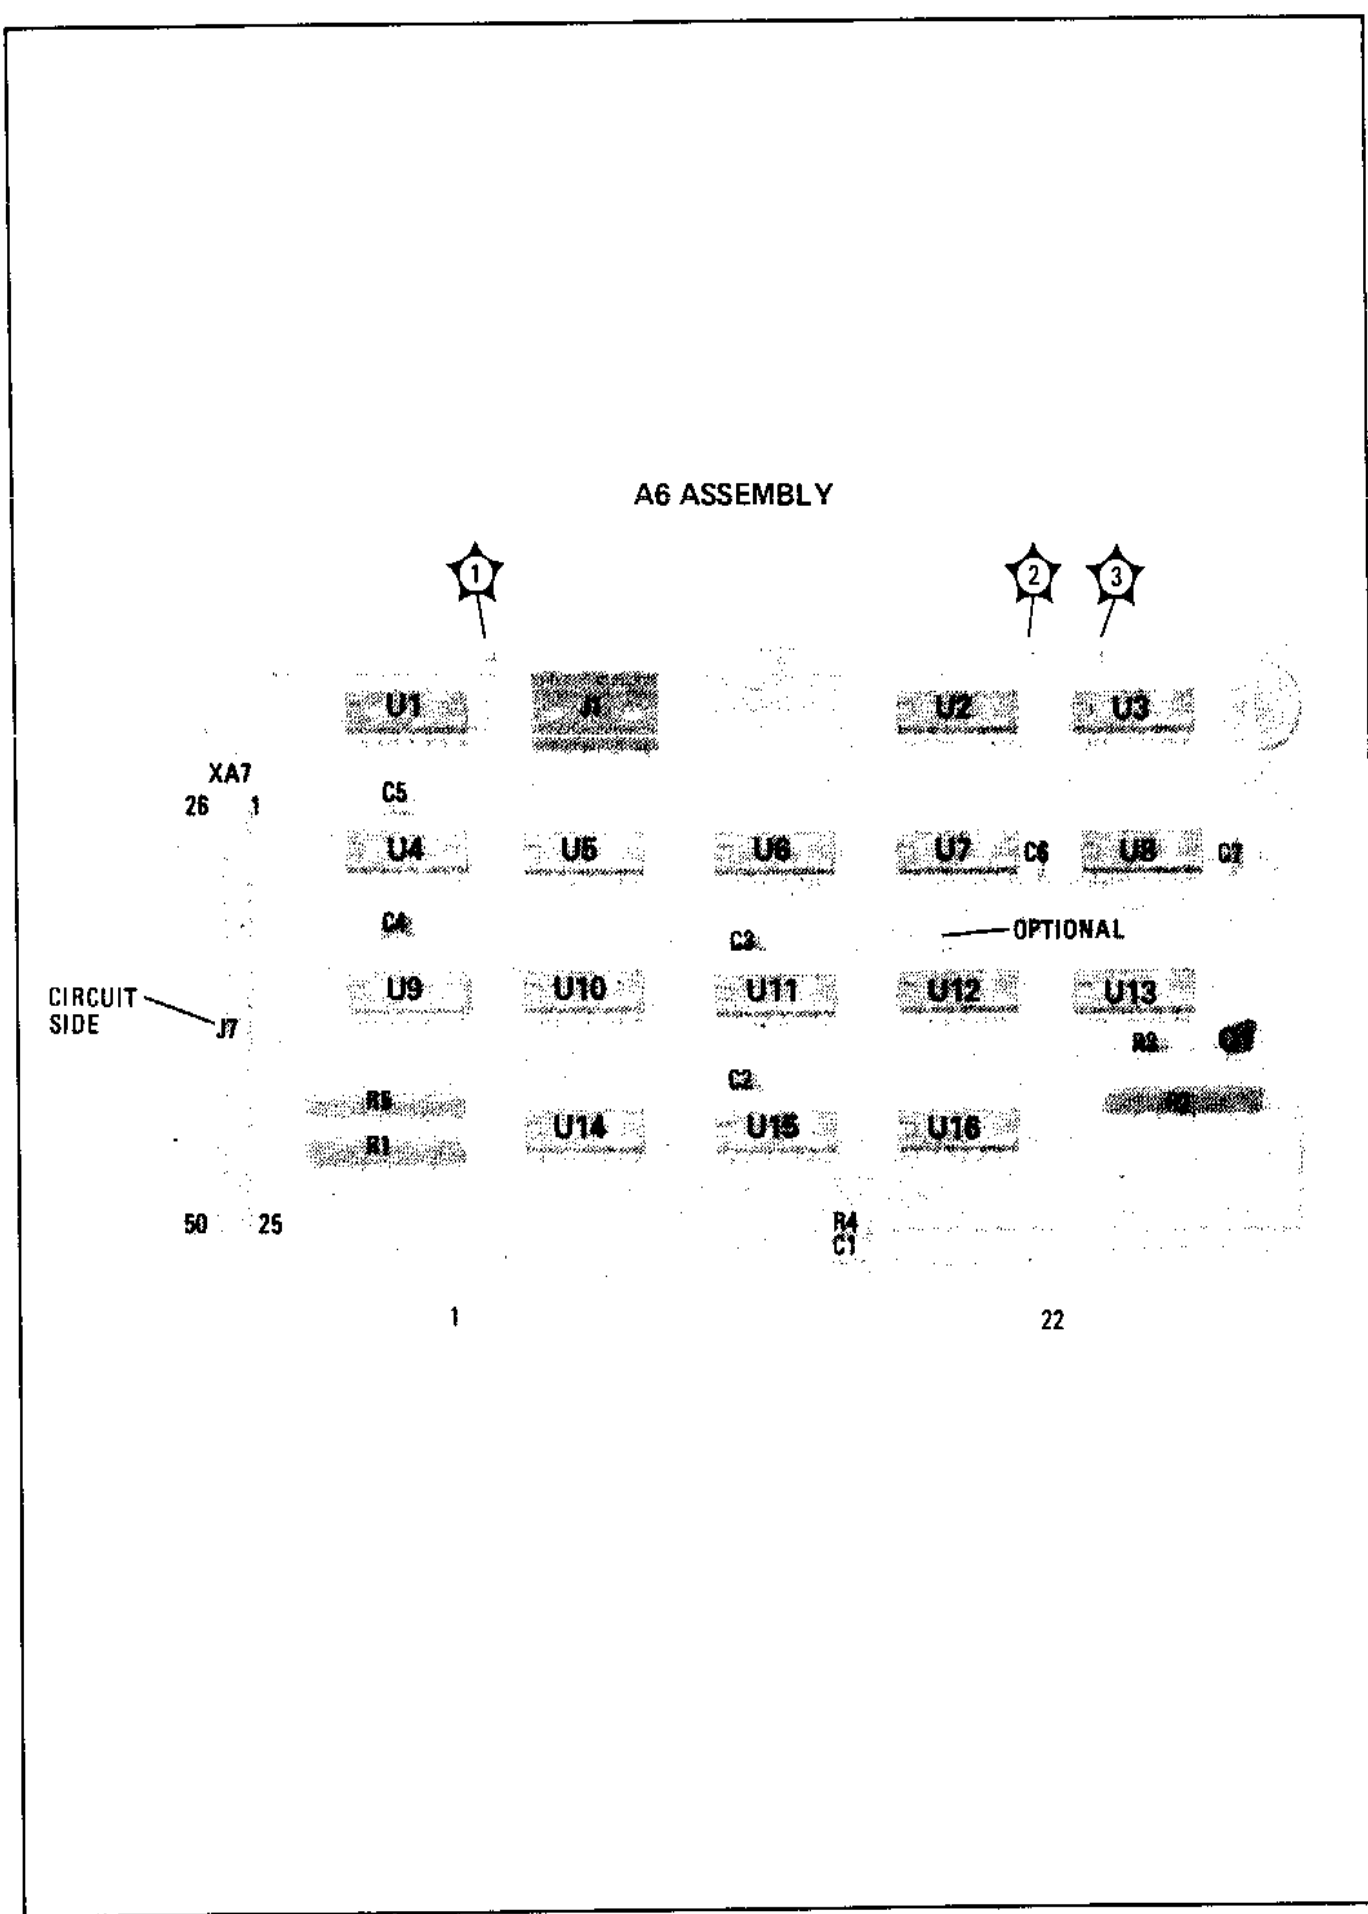 A6 ASSEMBLY
1 2 3
U1 J1 U2 U3
XA7
26 1 C5
U4 U5 U6 U7 C6 U8
C4 C3 OPTIONAL
CIRCUIT SIDE
J7
U9 U10 U11 U12 U13
C2
R5
R1
U14 U15 U16
50 25
R4
C1
1 22